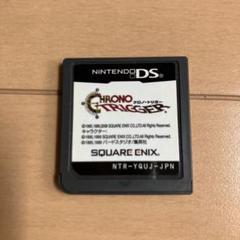 NINTENDO DS
CHRONO
クロノ・トリガー
TRIGGER
©1995,1999,2008 SQUARE ENIX CO.,LTD. All Rights Reserved.
キャラクター:
©1995,1999 SQUARE ENIX CO.,LTD All Rights Reserved.
©1995,1999 バードスタジオ/集英社
SQUARE ENIX
NTR-YQUJ-JPN